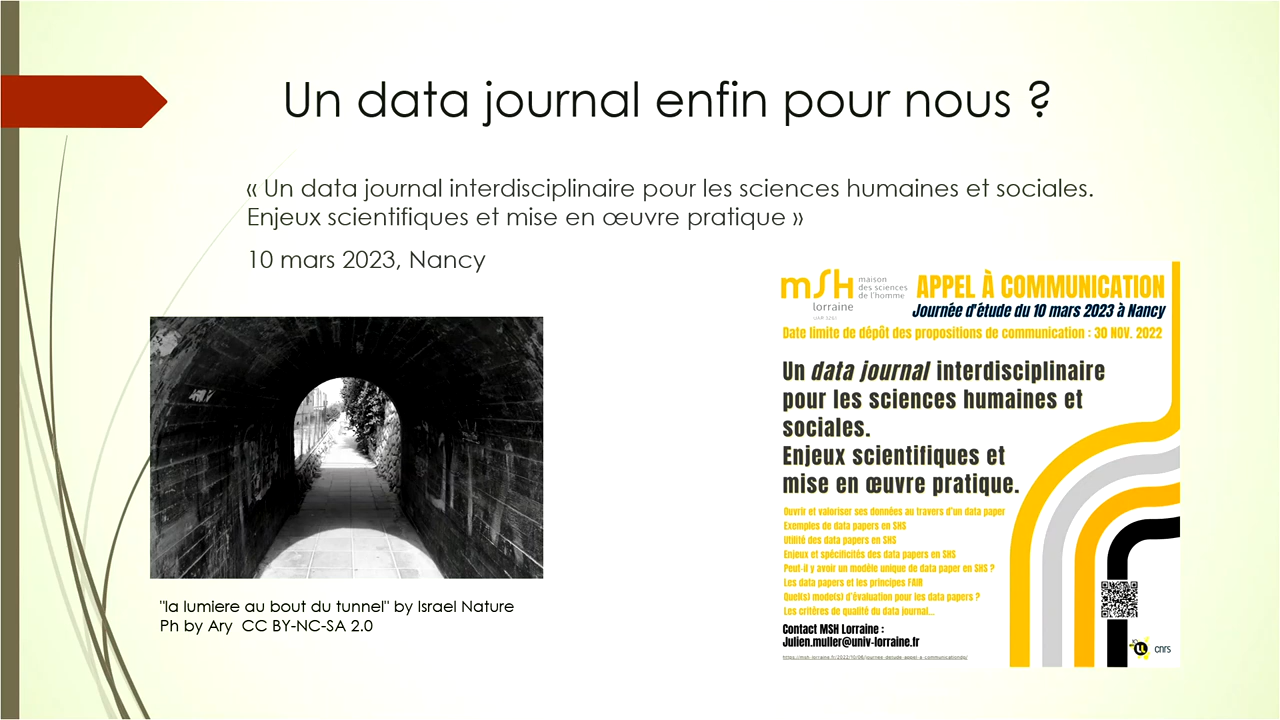 Un data journal enfin pour nous ?
« Un data journal interdisciplinaire pour les sciences humaines et sociales.
Enjeux scientifiques et mise en œuvre pratique »
10 mars 2023, Nancy
"la lumiere au bout du tunnel" by Israel Nature
Ph by Ary CC BY-NC-SA 2.0
msh
lorraine
maison
des sciences
de l'homme
APPEL À COMMUNICATION
Journée d'étude du 10 mars 2023 à Nancy
Date limite de dépôt des propositions de communication : 30 NOV. 2022
Un data journal interdisciplinaire
pour les sciences humaines et
sociales.
Enjeux scientifiques et
mise en œuvre pratique.
Ouvrir et valoriser ses données au travers d'un data paper
Exemples de data papers en SHS
Utilité des data papers en SHS
Enjeux et spécificités des data papers en SHS
Peut-il y avoir un modèle unique de data paper en SHS ?
Les data papers et les principes FAIR
Quel(s) mode(s) d'évaluation pour les data papers ?
Les critères de qualité du data journal...
Contact MSH Lorraine :
Julien.muller@univ-lorraine.fr
cnrs